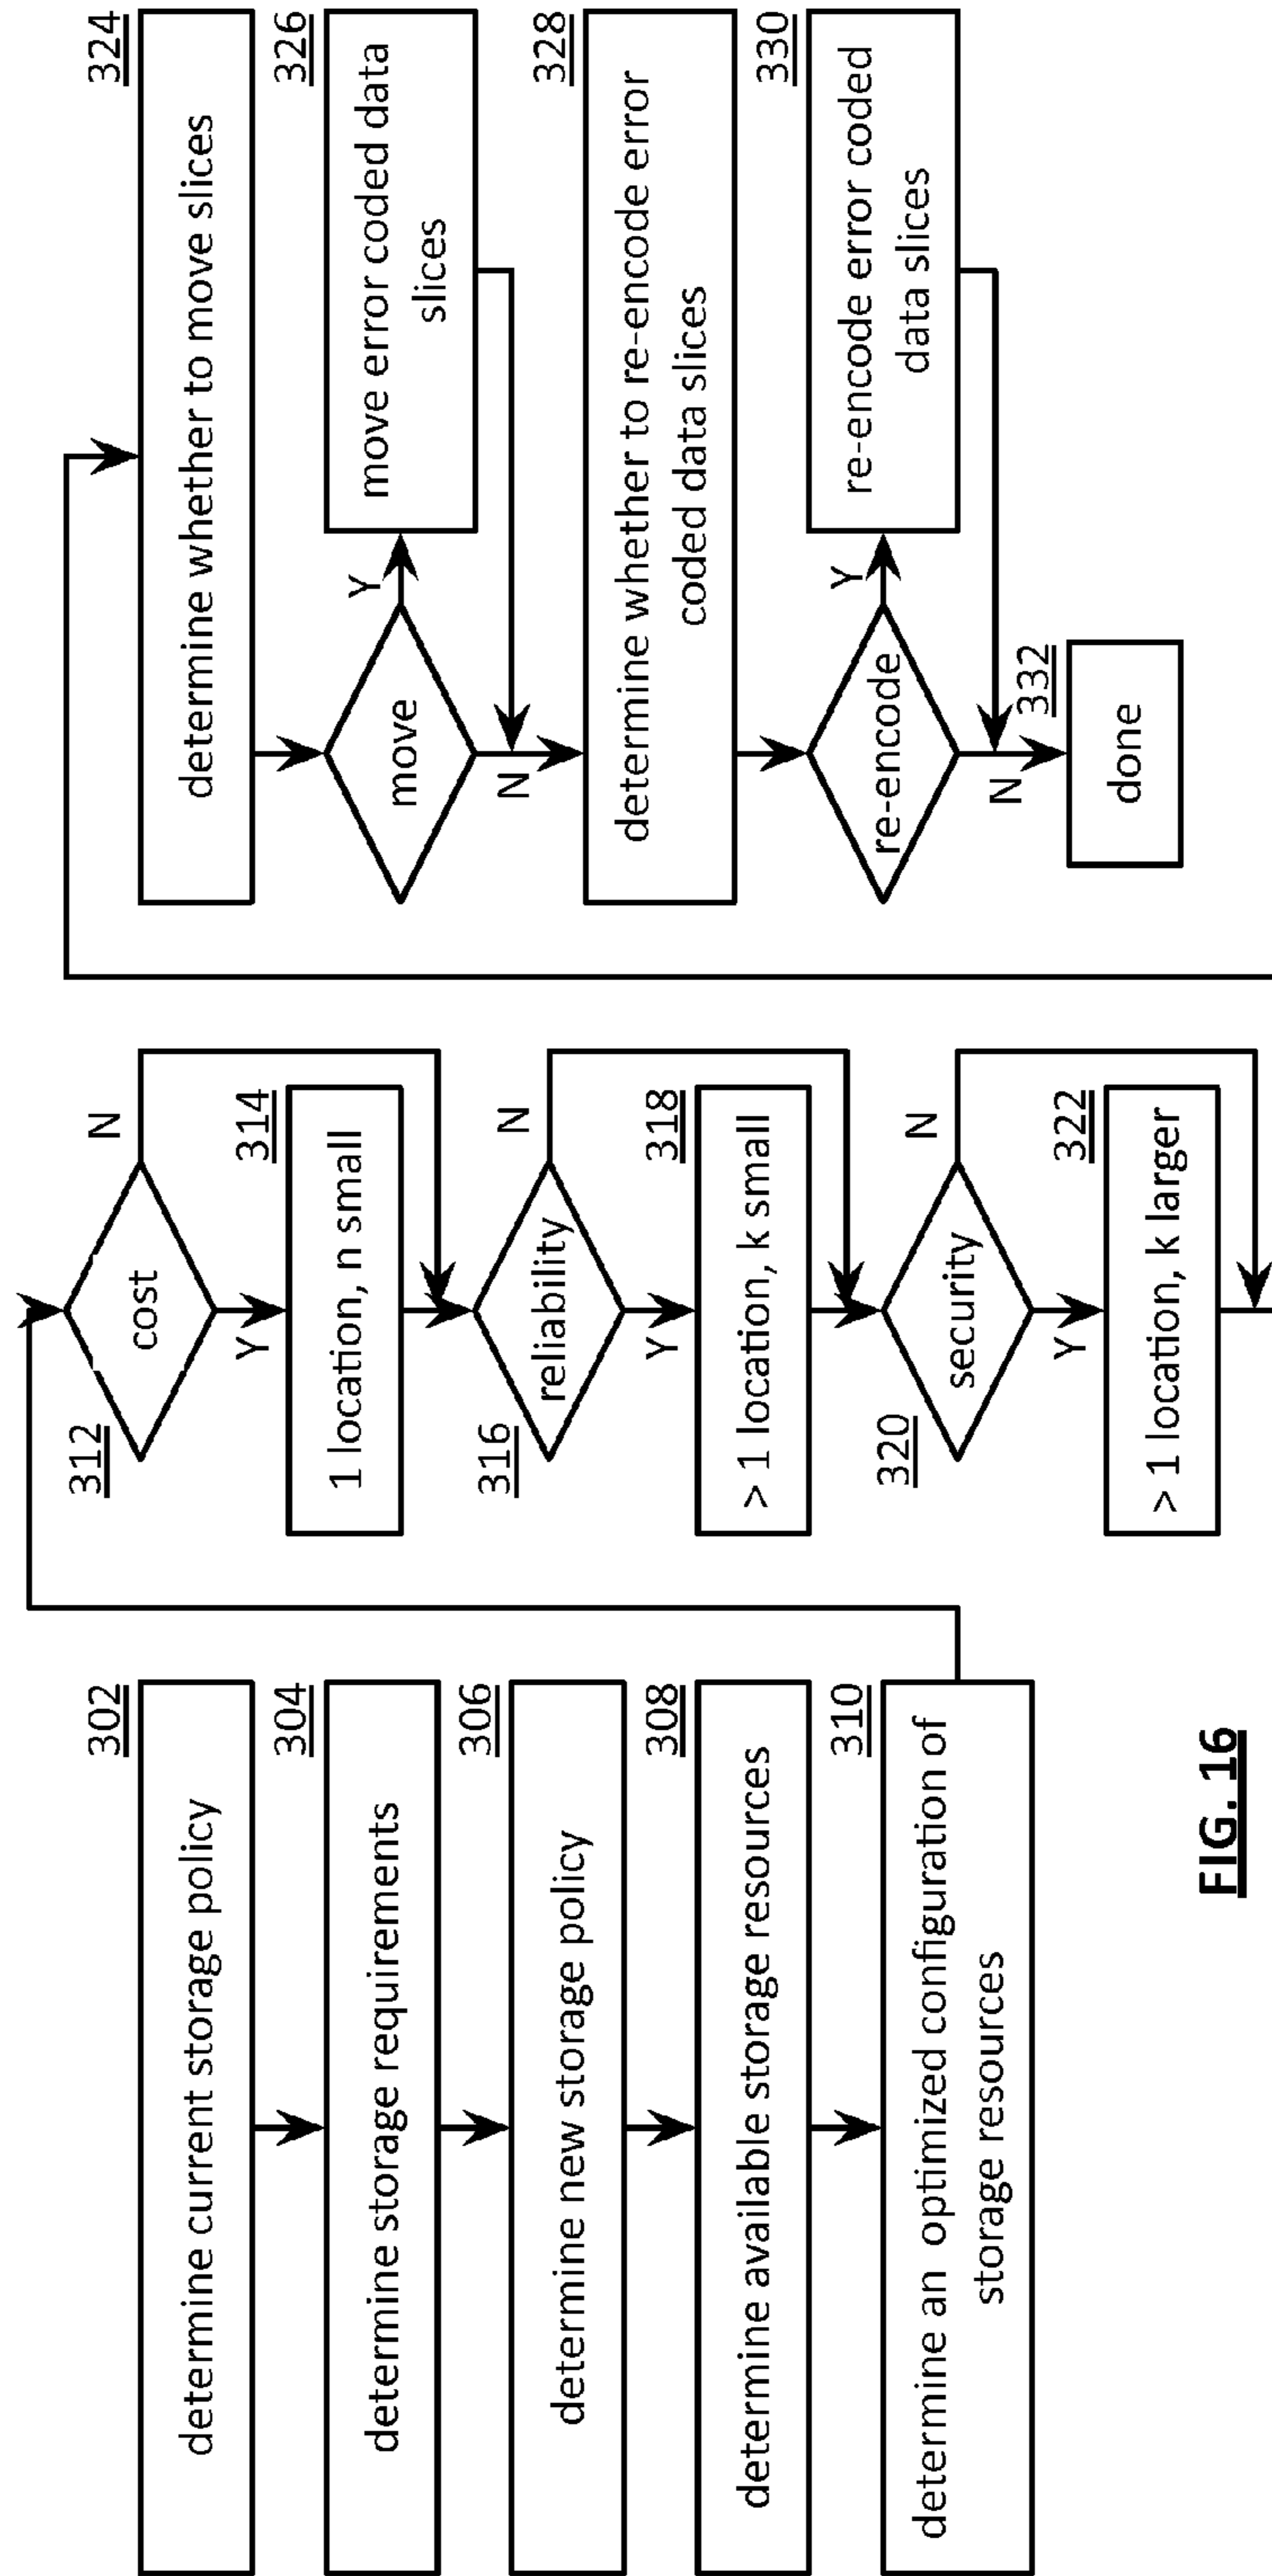 302
determine current storage policy
304
determine storage requirements
306
determine new storage policy
308
determine available storage resources
310
determine an optimized configuration of
storage resources
312
cost
N
Y
314
1 location, n small
316
reliability
N
Y
318
> 1 location, k small
320
security
N
Y
322
> 1 location, k larger
324
determine whether to move slices
move
Y
N
326
move error coded data
slices
328
determine whether to re-encode error
coded data slices
re-encode
Y
N
330
re-encode error coded
data slices
332
done
FIG. 16